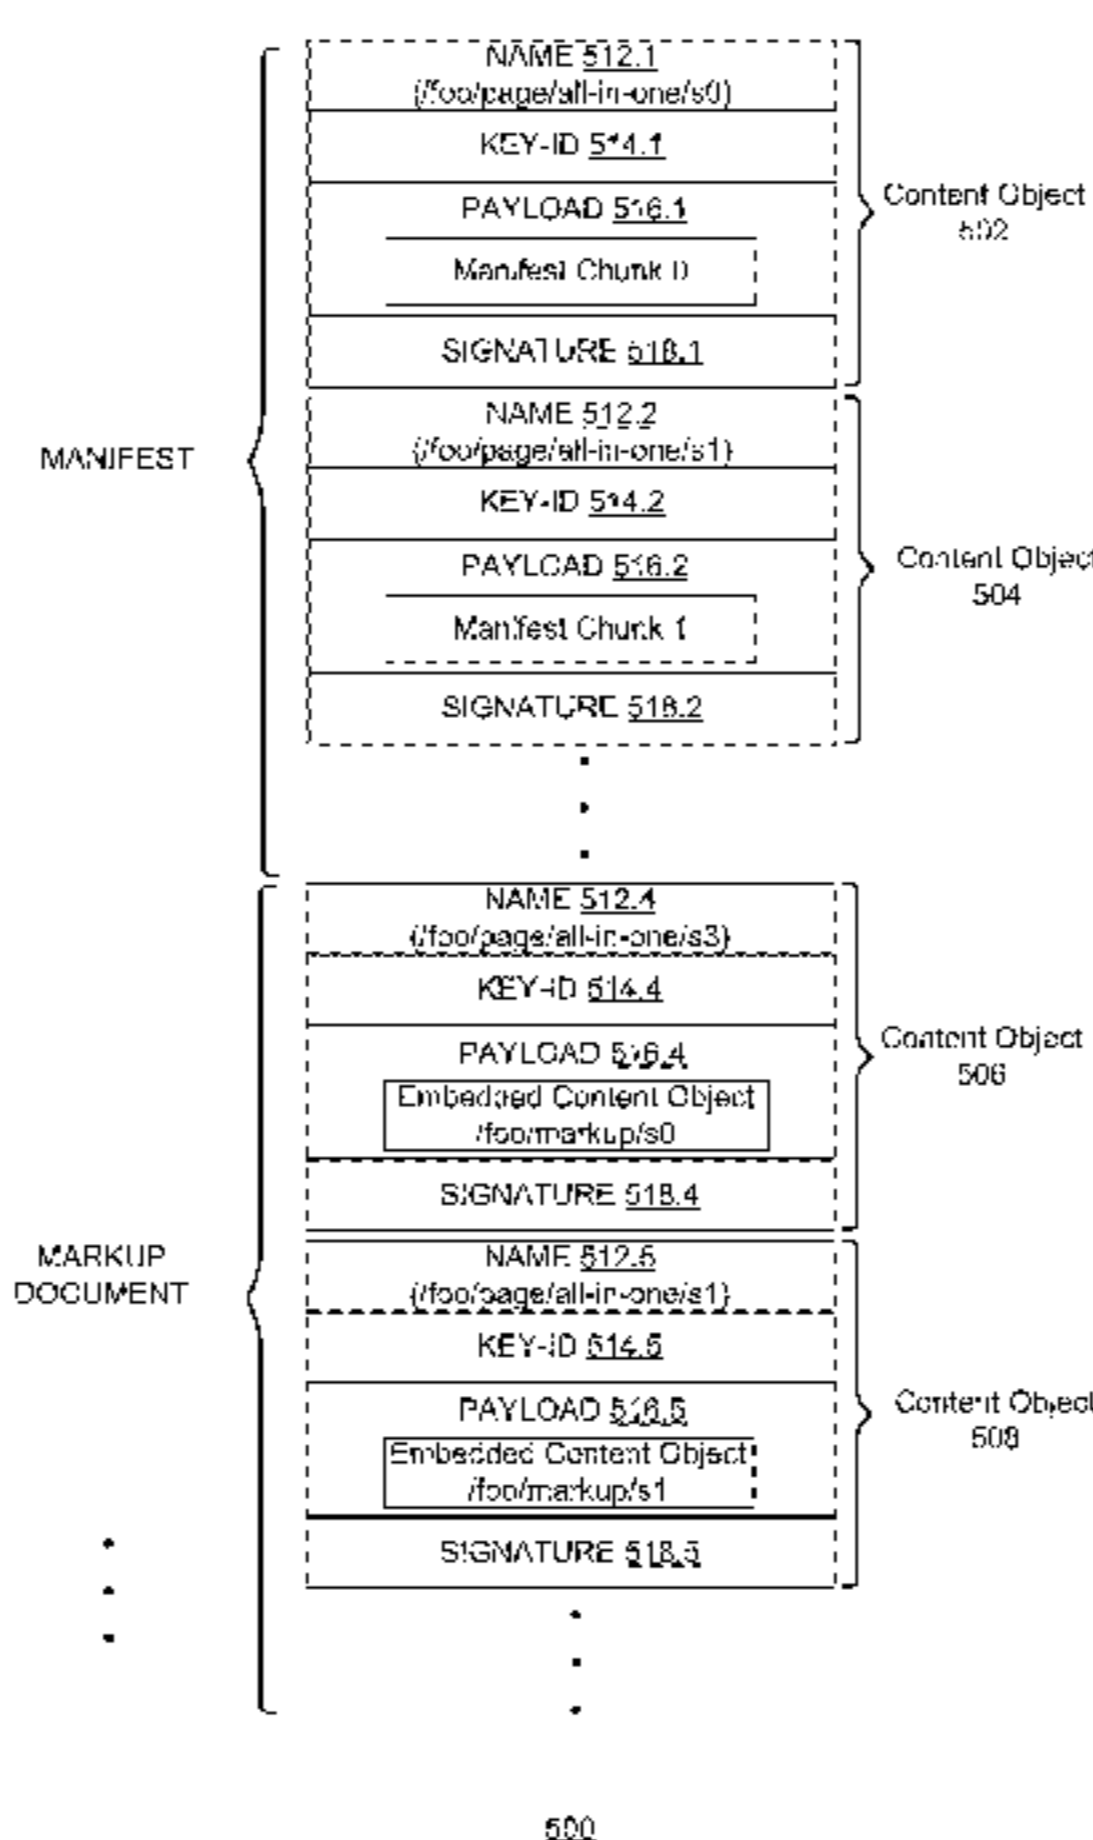 NAME 512.1
{/foo/page/all-in-one/s0}
KEY-ID 514.1
PAYLOAD 516.1
Manifest Chunk 0
SIGNATURE 518.1
Content Object
502
NAME 512.2
{/foo/page/all-in-one/s1}
KEY-ID 514.2
PAYLOAD 516.2
Manifest Chunk 1
SIGNATURE 518.2
Content Object
504
MANIFEST
NAME 512.4
{/foo/page/all-in-one/s3}
KEY-ID 514.4
PAYLOAD 516.4
Embedded Content Object
/foo/markup/s0
SIGNATURE 518.4
Content Object
506
NAME 512.5
{/foo/page/all-in-one/s1}
KEY-ID 514.5
PAYLOAD 516.5
Embedded Content Object
/foo/markup/s1
SIGNATURE 518.5
Content Object
508
MARKUP
DOCUMENT
500